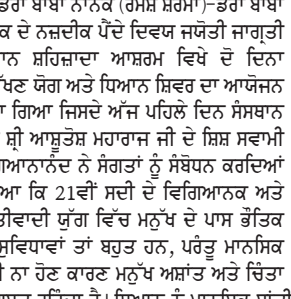 ਡੇਰਾ ਬਾਬਾ ਨਾਨਕ (ਰਮੇਸ਼ ਸ਼ਰਮਾ)-ਡੇਰਾ ਬਾਬਾ
ਕ ਦੇ ਨਜ਼ਦੀਕ ਪੈਂਦੇ ਦਿਵਯ ਜਯੋਤੀ ਜਾਗ੍ਰਤੀ
ਾਨ ਸ਼ਹਿਜ਼ਾਦਾ ਆਸ਼ਰਮ ਵਿਖੇ ਦੋ ਦਿਨਾ
ੱਖਣ ਯੋਗ ਅਤੇ ਧਿਆਨ ਸ਼ਿਵਰ ਦਾ ਆਯੋਜਨ
ਾ ਗਿਆ ਜਿਸਦੇ ਅੱਜ ਪਹਿਲੇ ਦਿਨ ਸੰਸਥਾਨ
ਸ਼੍ਰੀ ਆਸ਼ੂਤੋਸ਼ ਮਹਾਰਾਜ ਜੀ ਦੇ ਸ਼ਿਸ਼ ਸਵਾਮੀ
ਗਿਆਨਾਨੰਦ ਨੇ ਸੰਗਤਾਂ ਨੂੰ ਸੰਬੋਧਨ ਕਰਦਿਆਂ
ਆ ਕਿ 21ਵੀਂ ਸਦੀ ਦੇ ਵਿਗਿਆਨਕ ਅਤੇ
ਤੀਵਾਦੀ ਯੁੱਗ ਵਿੱਚ ਮਨੁੱਖ ਦੇ ਪਾਸ ਭੌਤਿਕ
ਸੁਵਿਧਾਵਾਂ ਤਾਂ ਬਹੁਤ ਹਨ, ਪਰੰਤੂ ਮਾਨਸਿਕ
ੀ ਨਾ ਹੋਣ ਕਾਰਣ ਮਨੁੱਖ ਅਸ਼ਾਂਤ ਅਤੇ ਚਿੰਤਾ